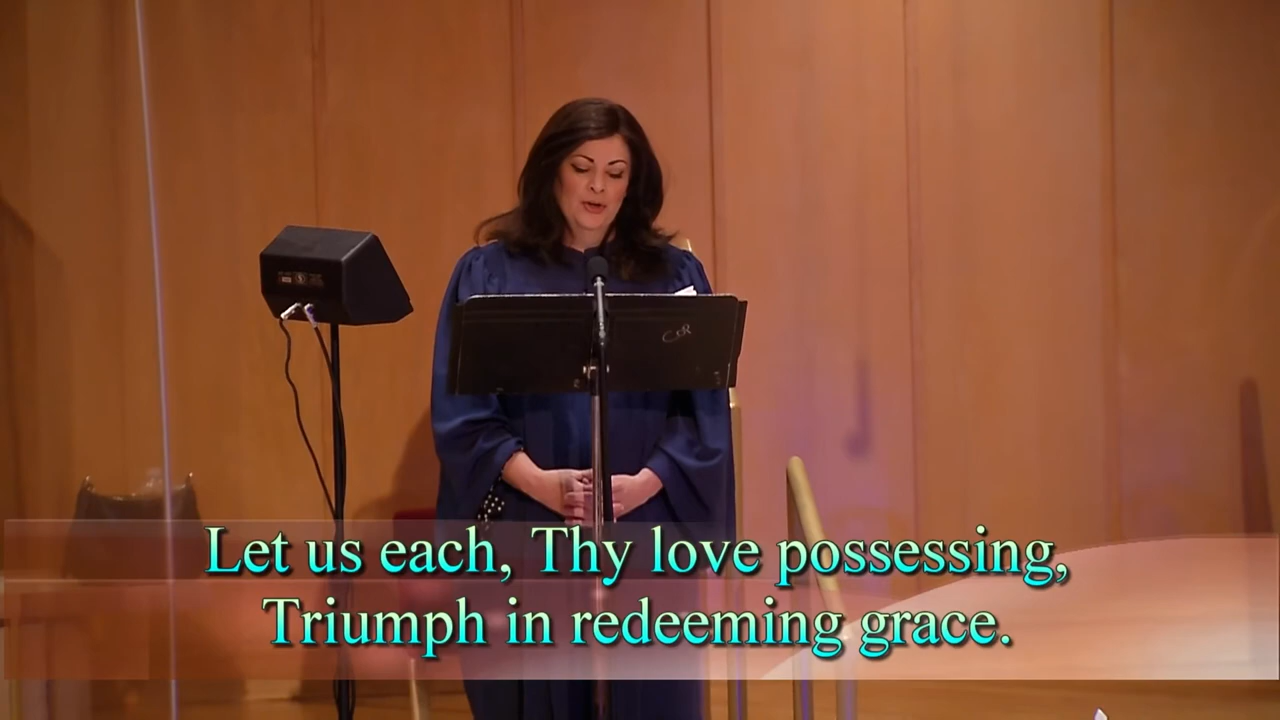 Let us each, Thy love possessing,
Triumph in redeeming grace.